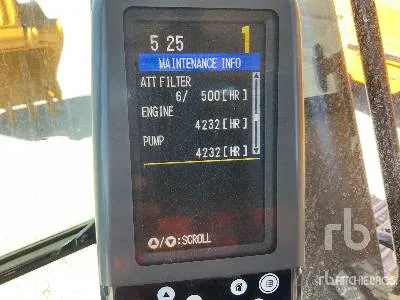 5 25 1
MAINTENANCE INFO
ATT FILTER
6/ 500[HR]
ENGINE
4232[HR]
PUMP
4232[HR]
:SCROLL
rb
RITCHIE BROS